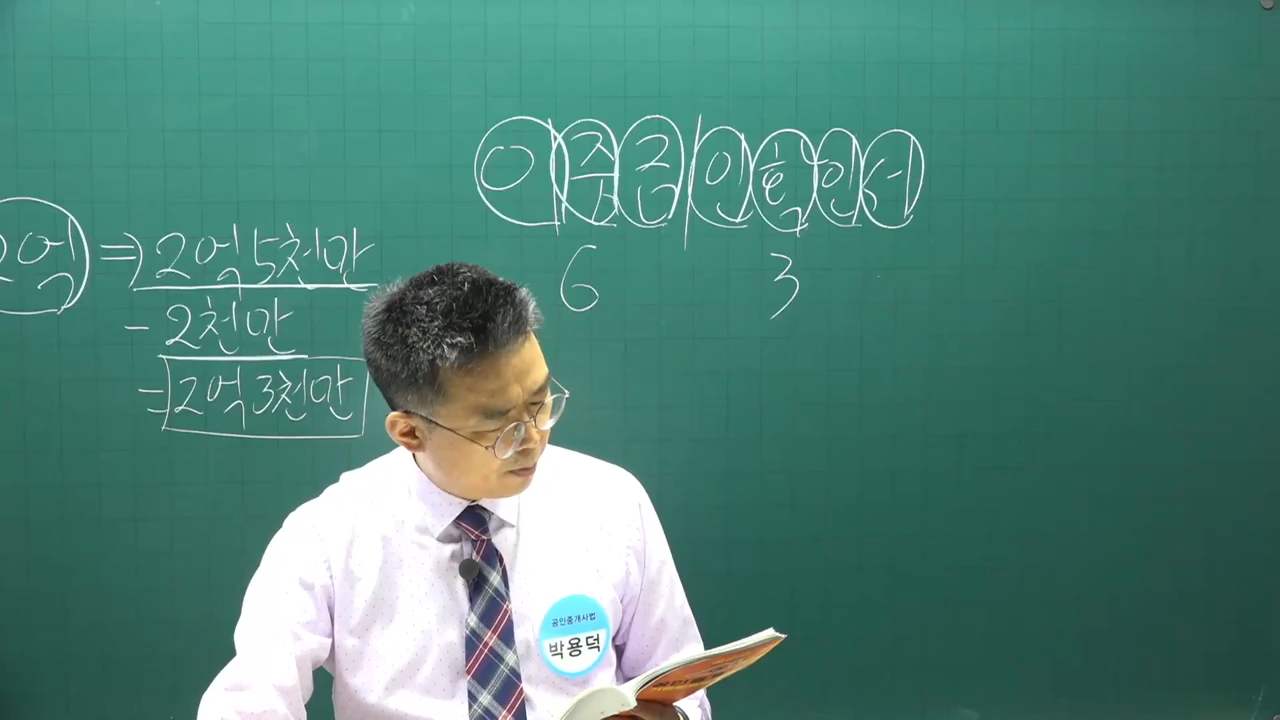 2억 => 2억5천만
- 2천만
= 2억3천만
이중금인확인서
6 3
공인중개사법
박용덕